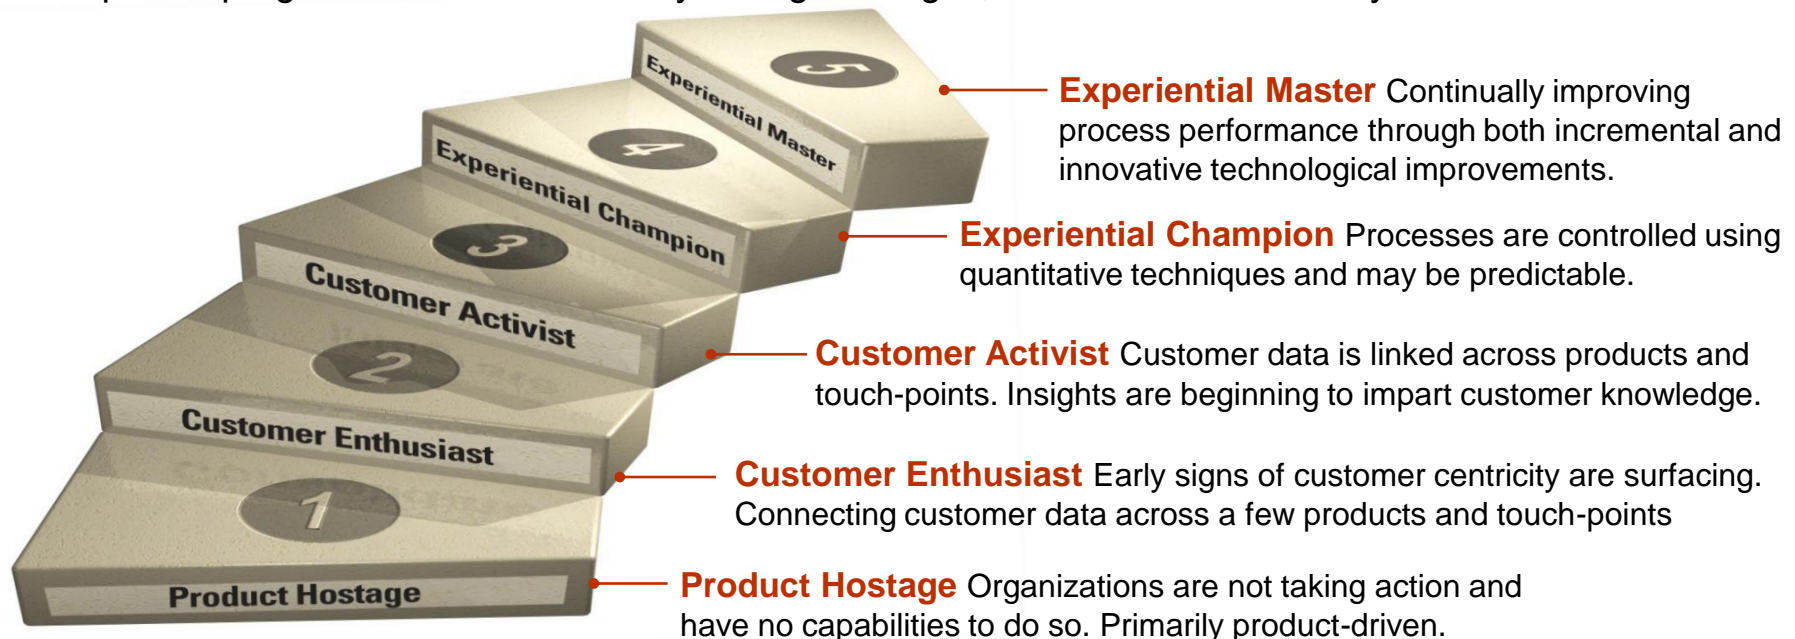 5
Experiential Master
Experiential Master Continually improving
process performance through both incremental and
innovative technological improvements.
4
Experiential Champion
Experiential Champion Processes are controlled using
quantitative techniques and may be predictable.
3
Customer Activist
Customer Activist Customer data is linked across products and
touch-points. Insights are beginning to impart customer knowledge.
2
Customer Enthusiast
Customer Enthusiast Early signs of customer centricity are surfacing.
Connecting customer data across a few products and touch-points
1
Product Hostage
Product Hostage Organizations are not taking action and
have no capabilities to do so. Primarily product-driven.